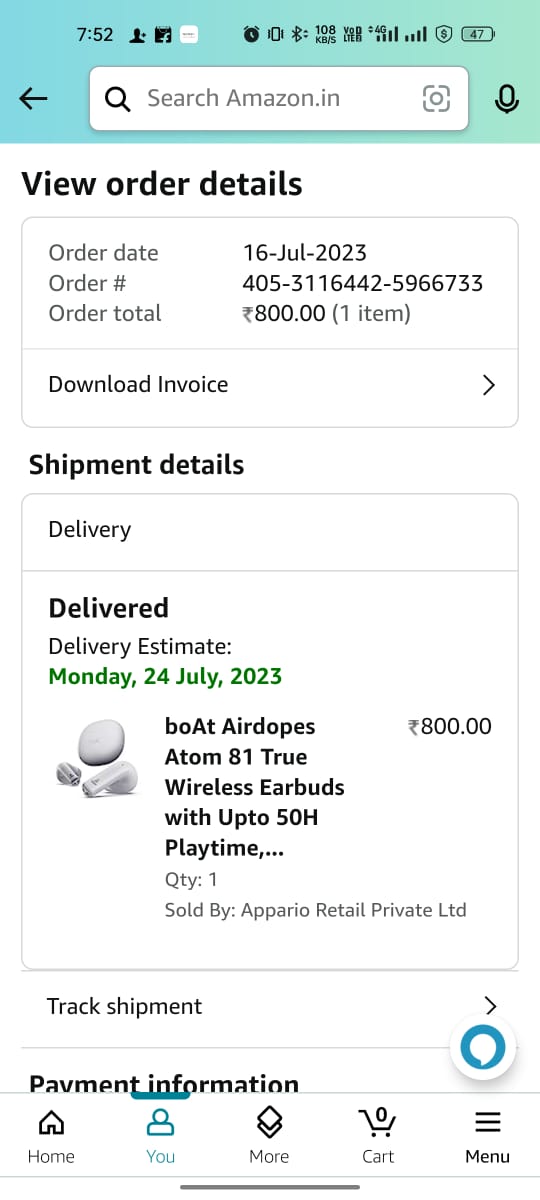 7:52 108 KB/S VoD LTE 4G 47
Search Amazon.in
View order details
Order date 16-Jul-2023
Order # 405-3116442-5966733
Order total ₹800.00 (1 item)
Download Invoice
Shipment details
Delivery
Delivered
Delivery Estimate:
Monday, 24 July, 2023
boAt Airdopes ₹800.00
Atom 81 True
Wireless Earbuds
with Upto 50H
Playtime,...
Qty: 1
Sold By: Appario Retail Private Ltd
Track shipment
Payment information
0
Home You More Cart Menu